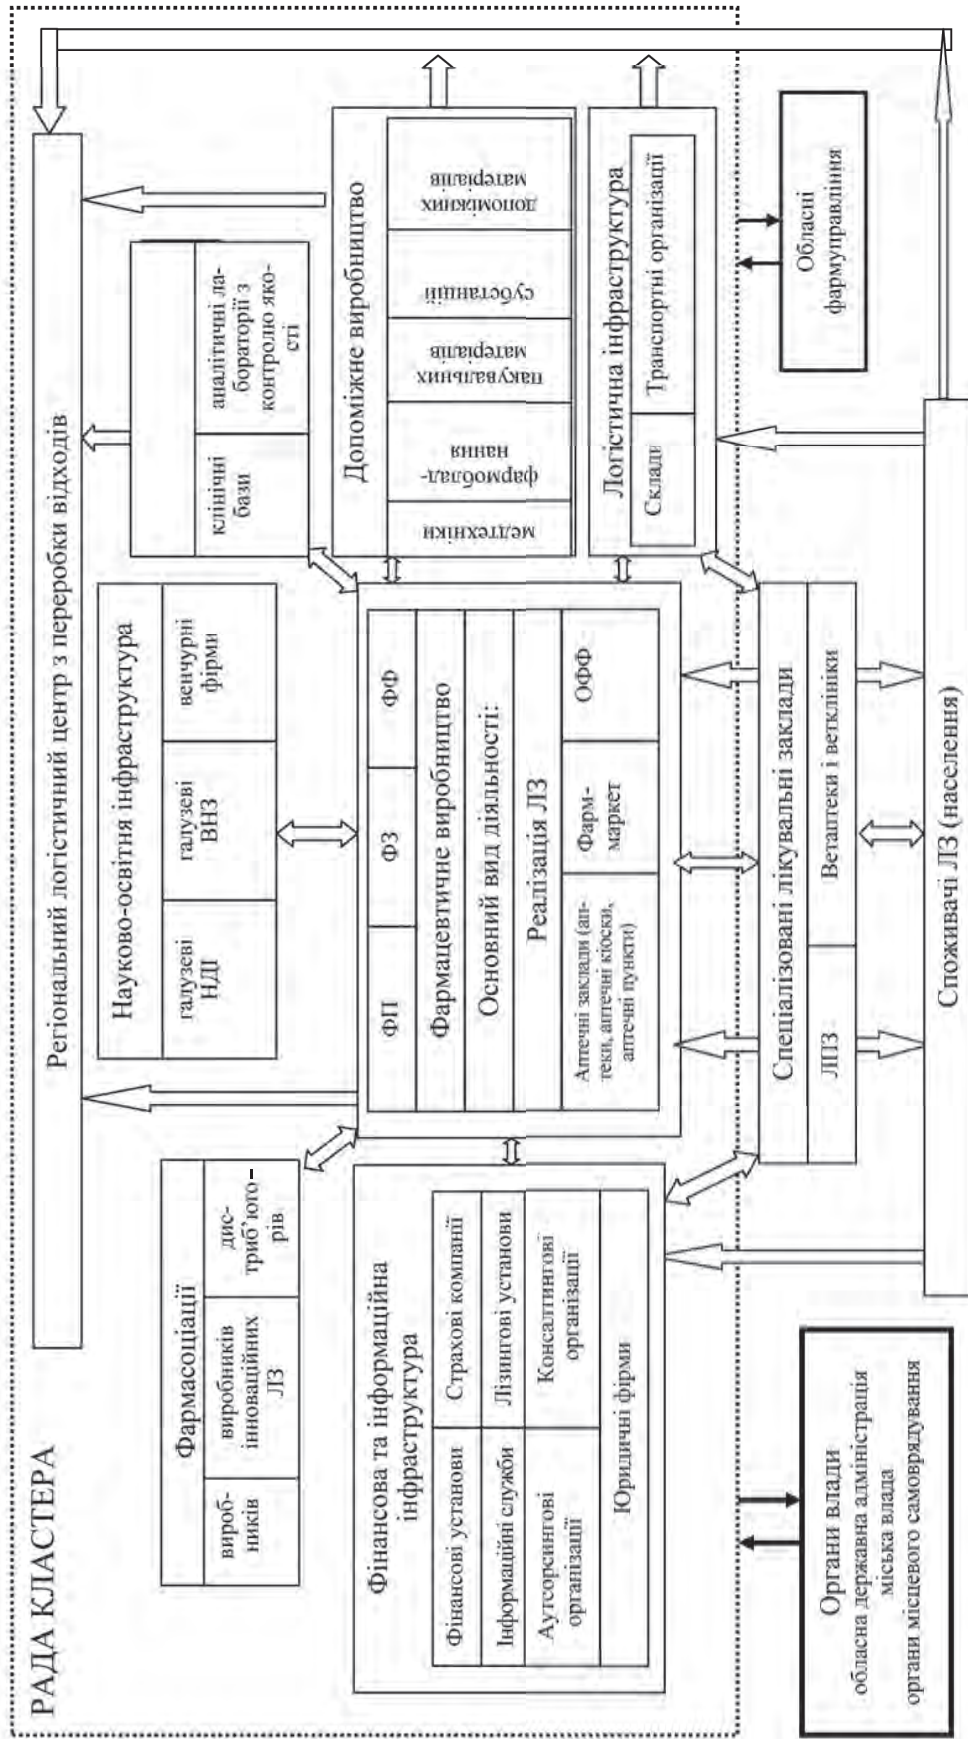 РАДА КЛАСТЕРА
Регіональний логістичний центр з переробки відходів
Фармасоціації
вироб-
ників
виробників
інноваційних
ЛЗ
дис-
триб’юто-
рів
Науково-освітня інфраструктура
галузеві
НДІ
галузеві
ВНЗ
венчурні
фірми
клінічні
бази
аналітичні ла-
бораторії з
контролю яко-
сті
Фінансова та інформаційна
інфраструктура
Фінансові установи
Страхові компанії
Інформаційні служби
Лізингові установи
Аутсорсингові
організації
Консалтингові
організації
Юридичні фірми
ФП
ФЗ
ФФ
Фармацевтичне виробництво
Основний вид діяльності:
Реалізація ЛЗ
Аптечні заклади (ап-
теки, аптечні кіоски,
аптечні пункти)
Фарм-
маркет
ОФФ
Допоміжне виробництво
медтехніки
фармоблад-
нання
пакувальних
матеріалів
субстанцій
допоміжних
матеріалів
Логістична інфраструктура
Склади
Транспортні організації
Спеціалізовані лікувальні заклади
ЛПЗ
Ветаптеки і ветклініки
Органи влади
обласна державна адміністрація
міська влада
органи місцевого самоврядування
Споживачі ЛЗ (населення)
Обласні
фармуправління